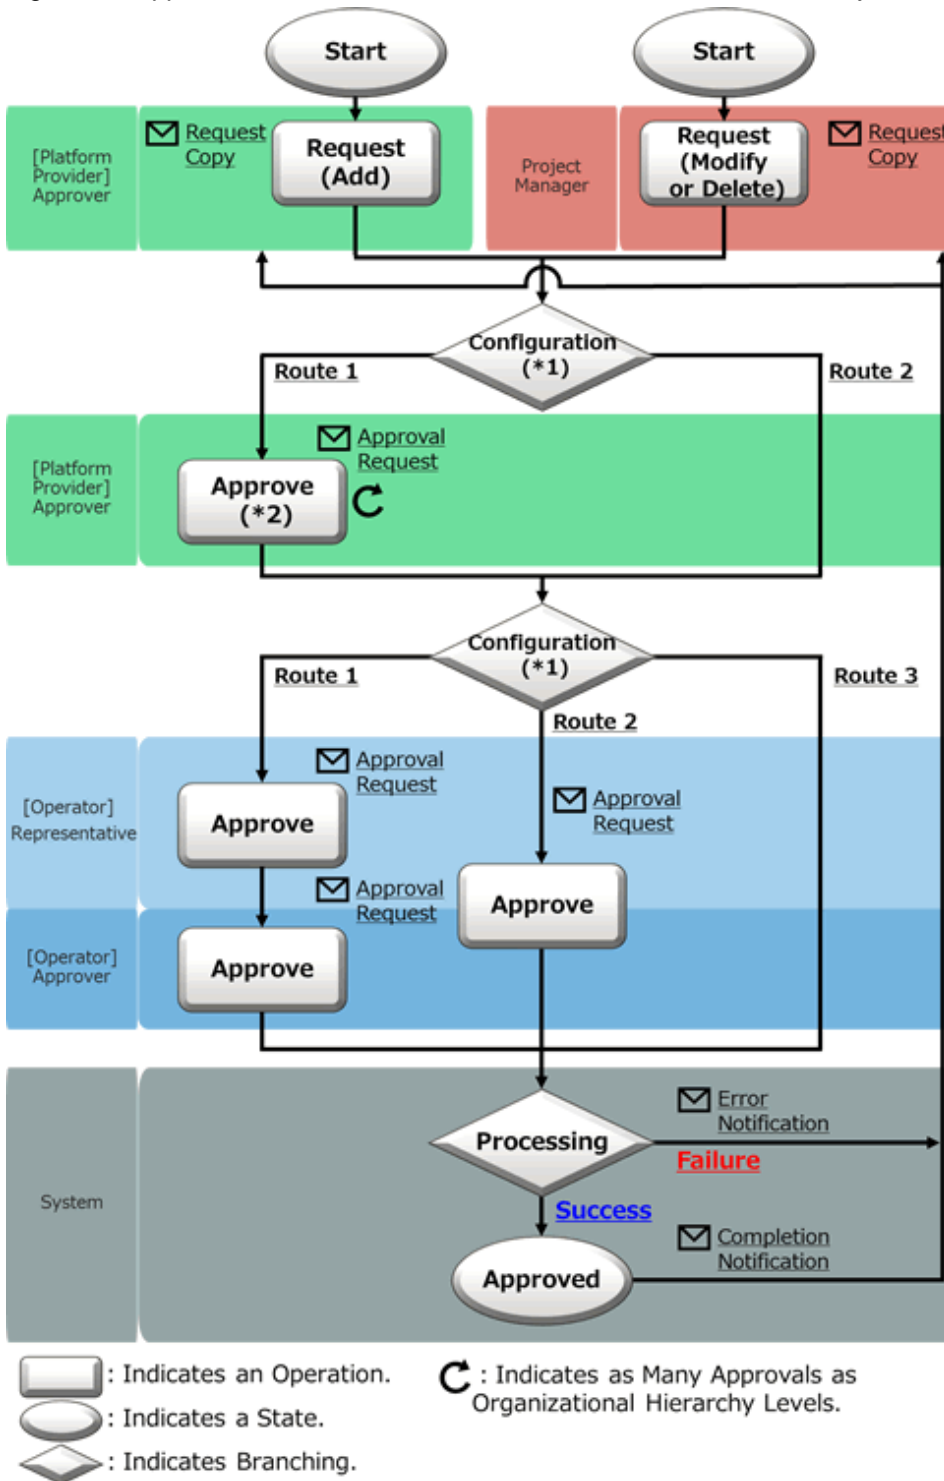 Start
Start
[Platform
Provider]
Approver
Request
Copy
Request
(Add)
Project
Manager
Request
(Modify
or Delete)
Request
Copy
Configuration
(*1)
Route 1
Route 2
[Platform
Provider]
Approver
Approval
Request
Approve
(*2)
Configuration
(*1)
Route 1
Route 3
Route 2
[Operator]
Representative
Approval
Request
Approve
Approval
Request
Approval
Request
Approve
[Operator]
Approver
Approve
System
Processing
Error
Notification
Failure
Success
Completion
Notification
Approved
: Indicates an Operation.
: Indicates a State.
: Indicates Branching.
: Indicates as Many Approvals as
Organizational Hierarchy Levels.